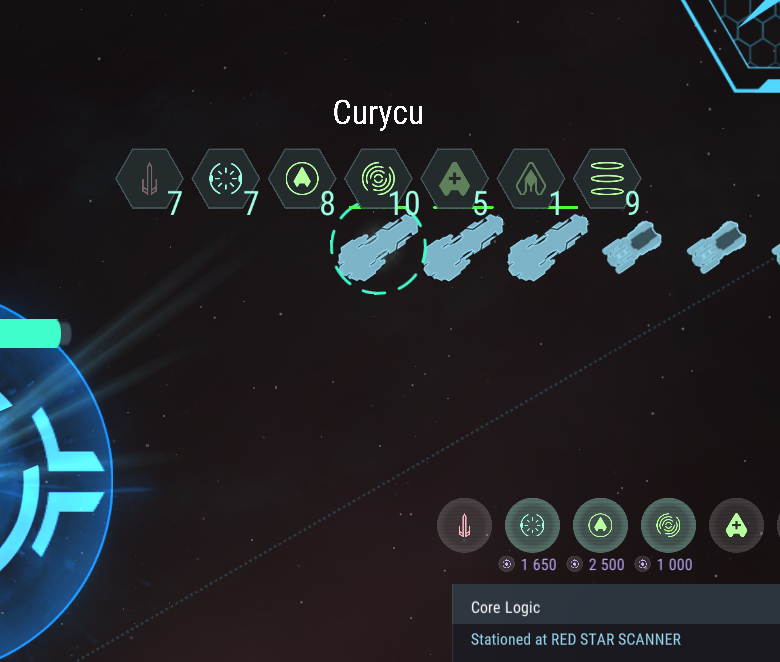 Curycu
7 7 8 10 5 1 9
1 650 2 500 1 000
Core Logic
Stationed at RED STAR SCANNER